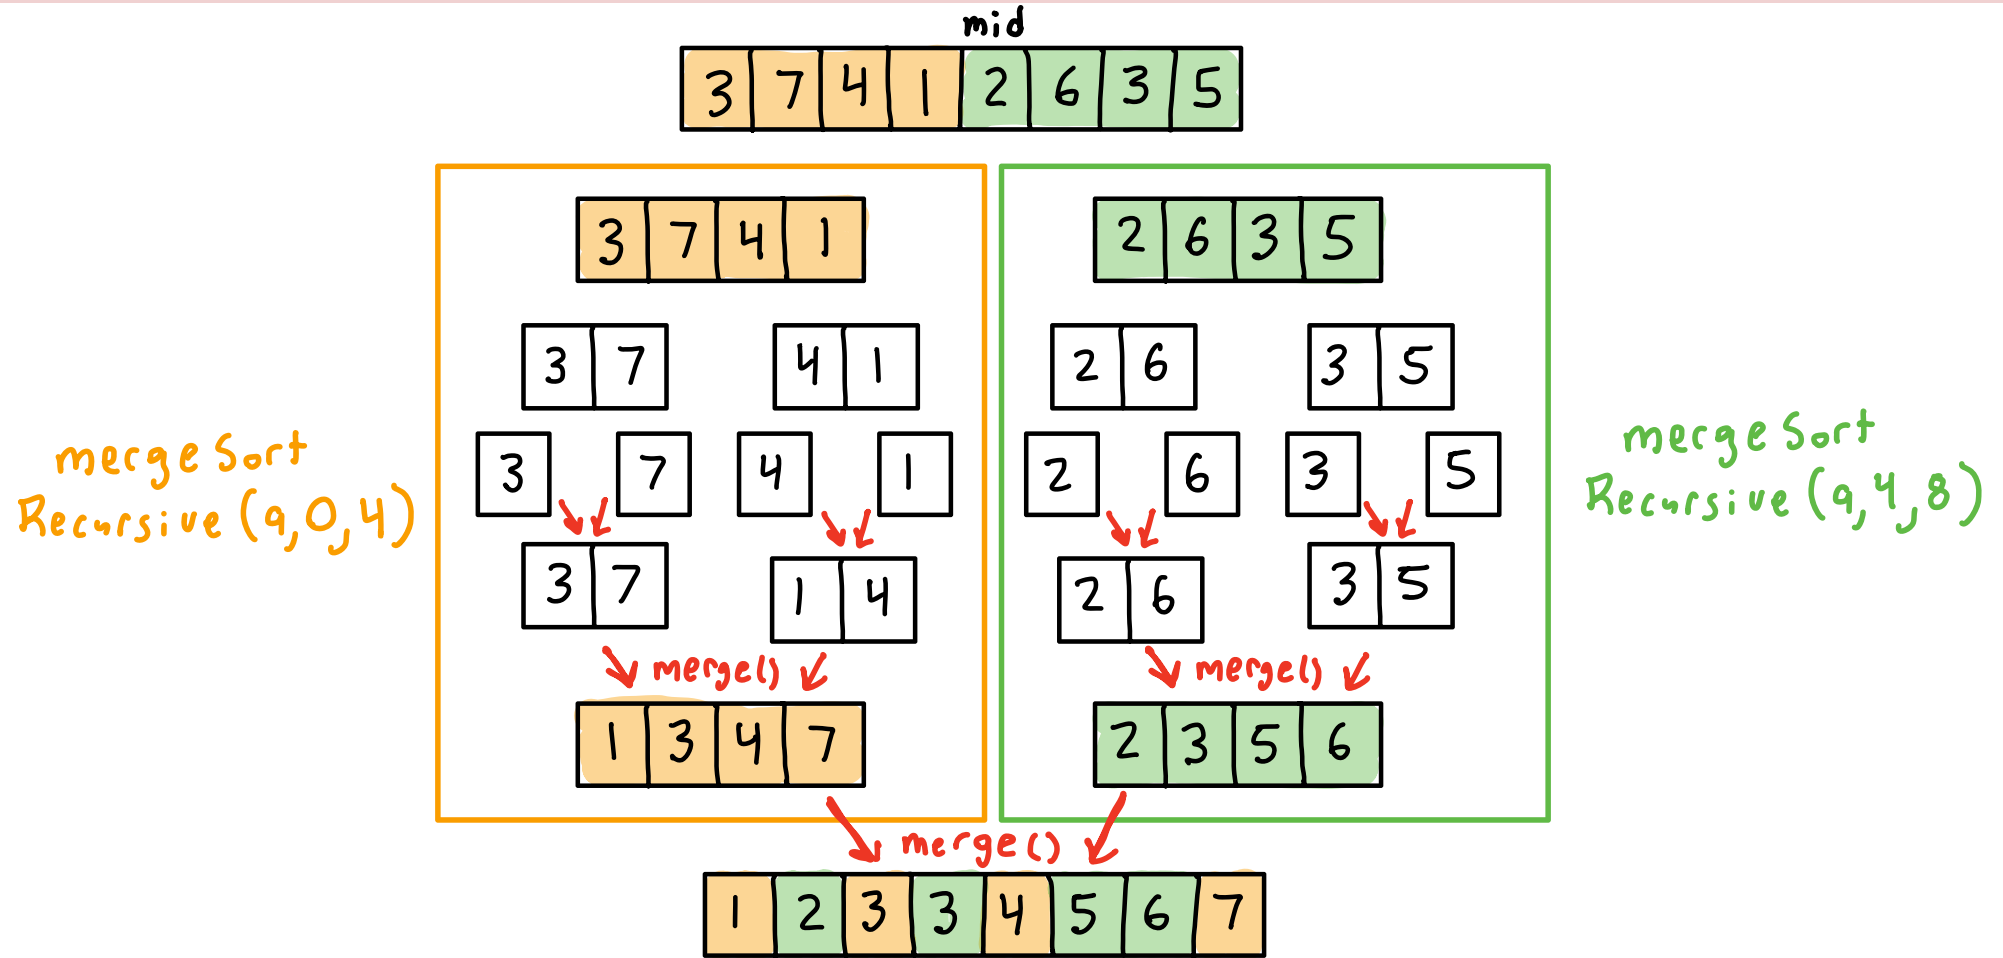 mid
3 7 4 1 2 6 3 5
3 7 4 1
2 6 3 5
3 7
4 1
2 6
3 5
3
7
4
1
2
6
3
5
mergeSort
Recursive (a,0,4)
mergeSort
Recursive (a,4,8)
3 7
1 4
2 6
3 5
merge()
merge()
1 3 4 7
2 3 5 6
merge()
1 2 3 3 4 5 6 7